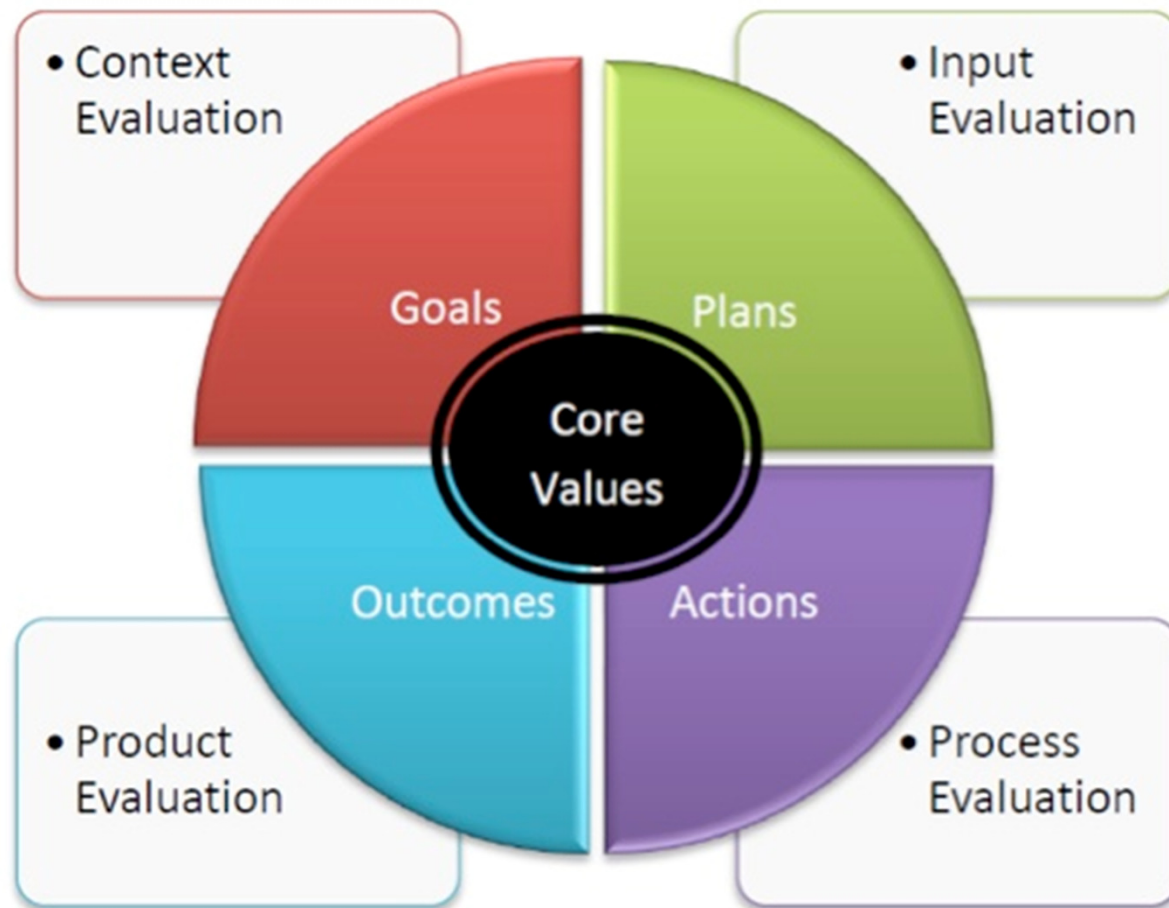 • Context
Evaluation
• Input
Evaluation
Goals
Plans
Core
Values
Outcomes
Actions
• Product
Evaluation
• Process
Evaluation